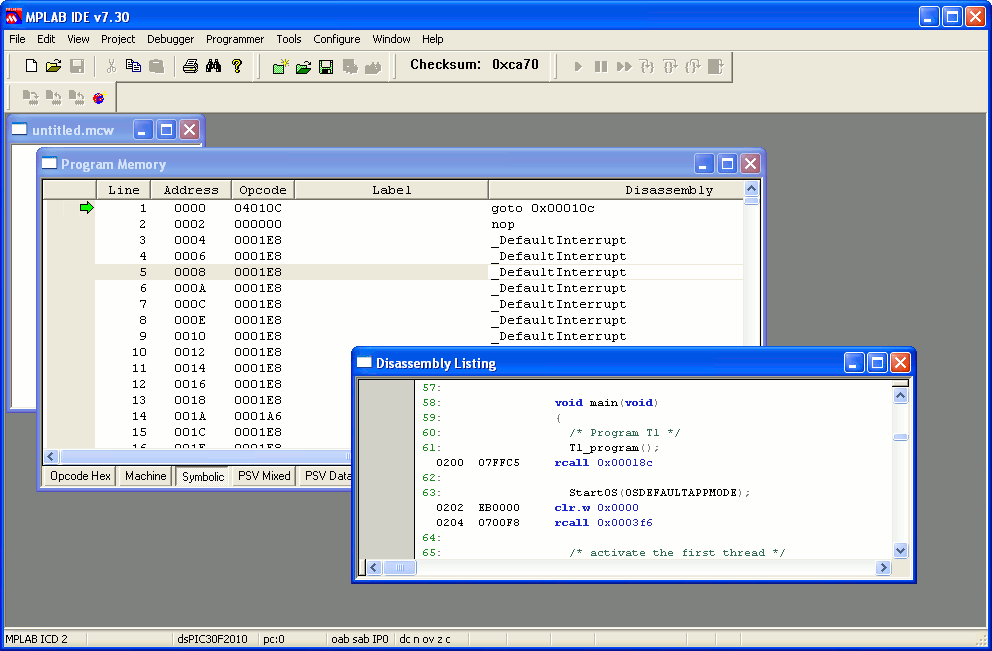 MPLAB IDE v7.30
File Edit View Project Debugger Programmer Tools Configure Window Help
Checksum: 0xca70
untitled.mcw
Program Memory
Line Address Opcode Label Disassembly
1 0000 04010C goto 0x00010c
2 0002 000000 nop
3 0004 0001E8 _DefaultInterrupt
4 0006 0001E8 _DefaultInterrupt
5 0008 0001E8 _DefaultInterrupt
6 000A 0001E8 _DefaultInterrupt
7 000C 0001E8 _DefaultInterrupt
8 000E 0001E8 _DefaultInterrupt
9 0010 0001E8 _DefaultInterrupt
10 0012 0001E8
11 0014 0001E8
12 0016 0001E8
13 0018 0001E8
14 001A 0001A6
15 001C 0001E8
16 001E 0001E8
Opcode Hex Machine Symbolic PSV Mixed PSV Data
Disassembly Listing
57:
58: void main(void)
59: {
60: /* Program Tl */
61: Tl_program();
0200 07FFC5 rcall 0x00018c
62:
63: StartOS(OSDEFAULTAPPMODE);
0202 EB0000 clr.w 0x0000
0204 0700F8 rcall 0x0003f6
64:
65: /* activate the first thread */
MPLAB ICD 2 dsPIC30F2010 pc:0 oab sab IP0 dc n ov z c